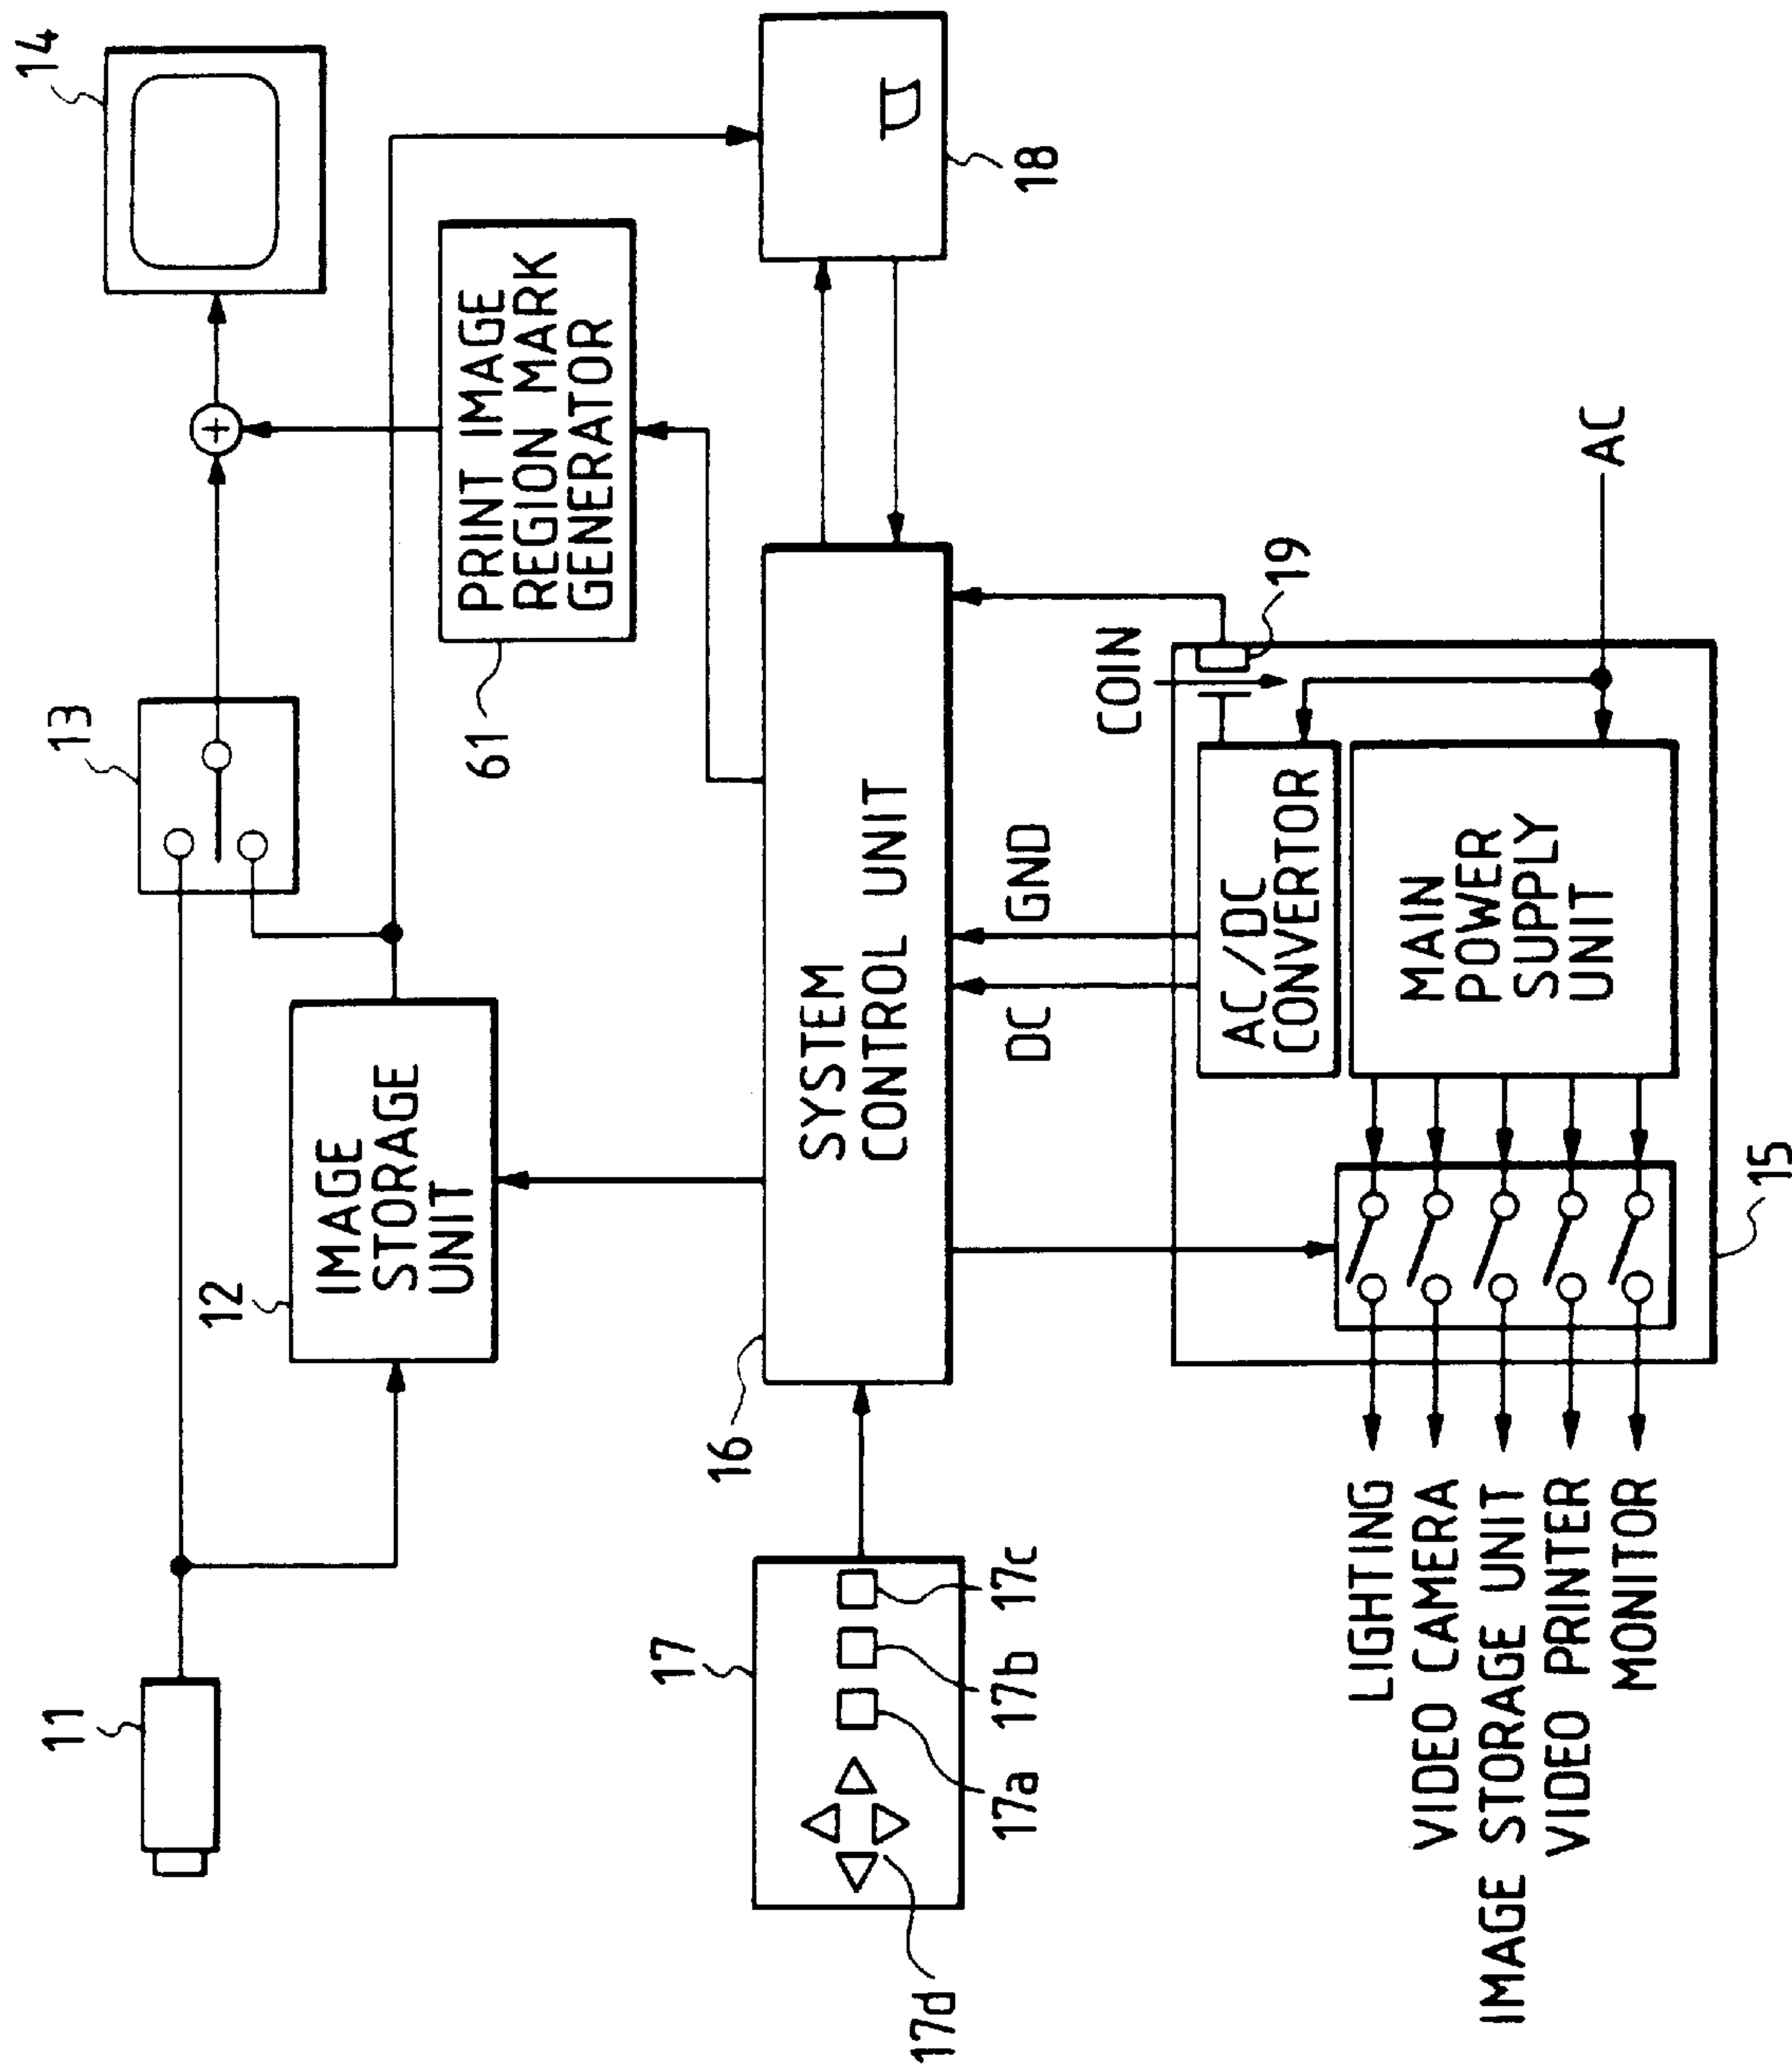 11
12
13
14
IMAGE
STORAGE
UNIT
PRINT IMAGE
REGION MARK
GENERATOR
61
16
SYSTEM
CONTROL UNIT
18
17
17d
17a
17b
17c
DC
GND
COIN
19
AC
AC/DC
CONVERTOR
MAIN
POWER
SUPPLY
UNIT
LIGHTING
VIDEO CAMERA
IMAGE STORAGE UNIT
VIDEO PRINTER
MONITOR
15